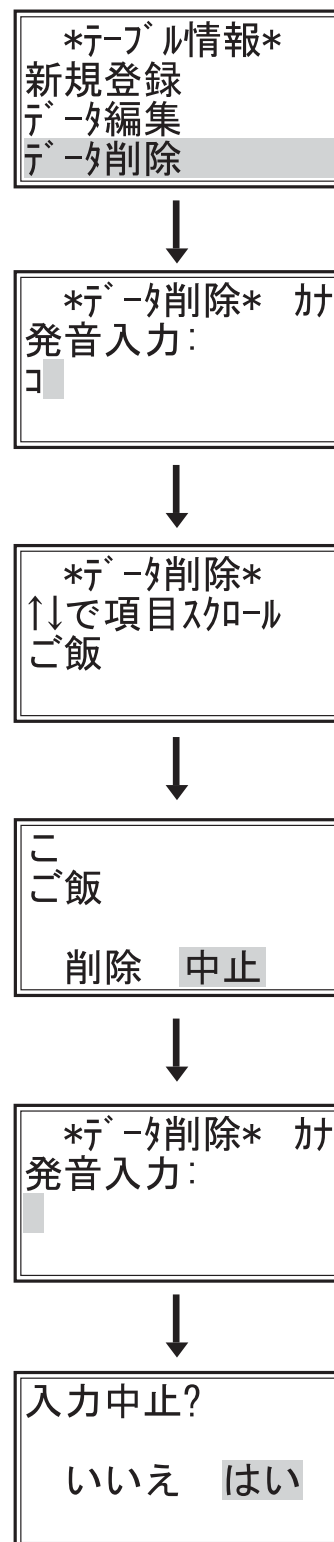 *ﾃｰﾌﾞﾙ情報*
新規登録
ﾃﾞｰﾀ編集
ﾃﾞｰﾀ削除
*ﾃﾞｰﾀ削除* ｶﾅ
発音入力:
ｺ
*ﾃﾞｰﾀ削除*
↑↓で項目ｽｸﾛｰﾙ
ご飯
こ
ご飯
削除 中止
*ﾃﾞｰﾀ削除* ｶﾅ
発音入力:
入力中止?
いいえ はい